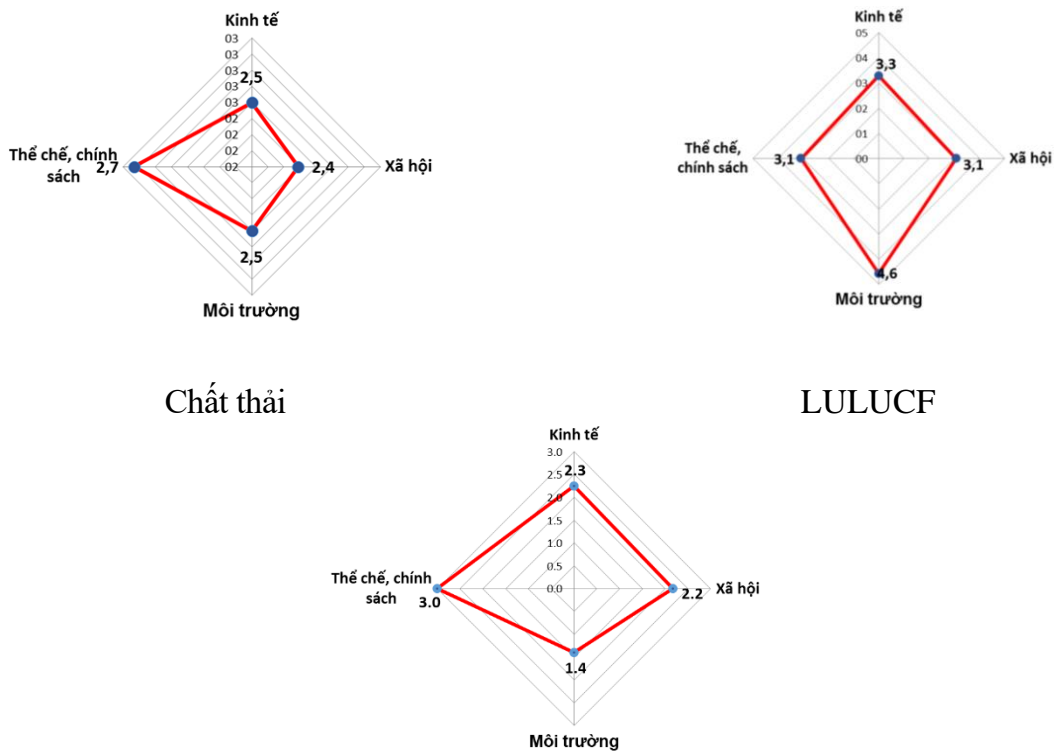 Kinh tế
03
03
2,5
03
03
03
02
02
02
02
Thể chế, chính
sách
2,7
2,4
Xã hội
2,5
Môi trường
Kinh tế
05
04
3,3
03
02
01
00
Thể chế,
chính sách
3,1
3,1
Xã hội
4,6
Môi trường
Chất thải
LULUCF
Kinh tế
3.0
2.3
2.5
2.0
1.5
1.0
0.5
0.0
Thể chế, chính
sách
3.0
2.2
Xã hội
1.4
Môi trường